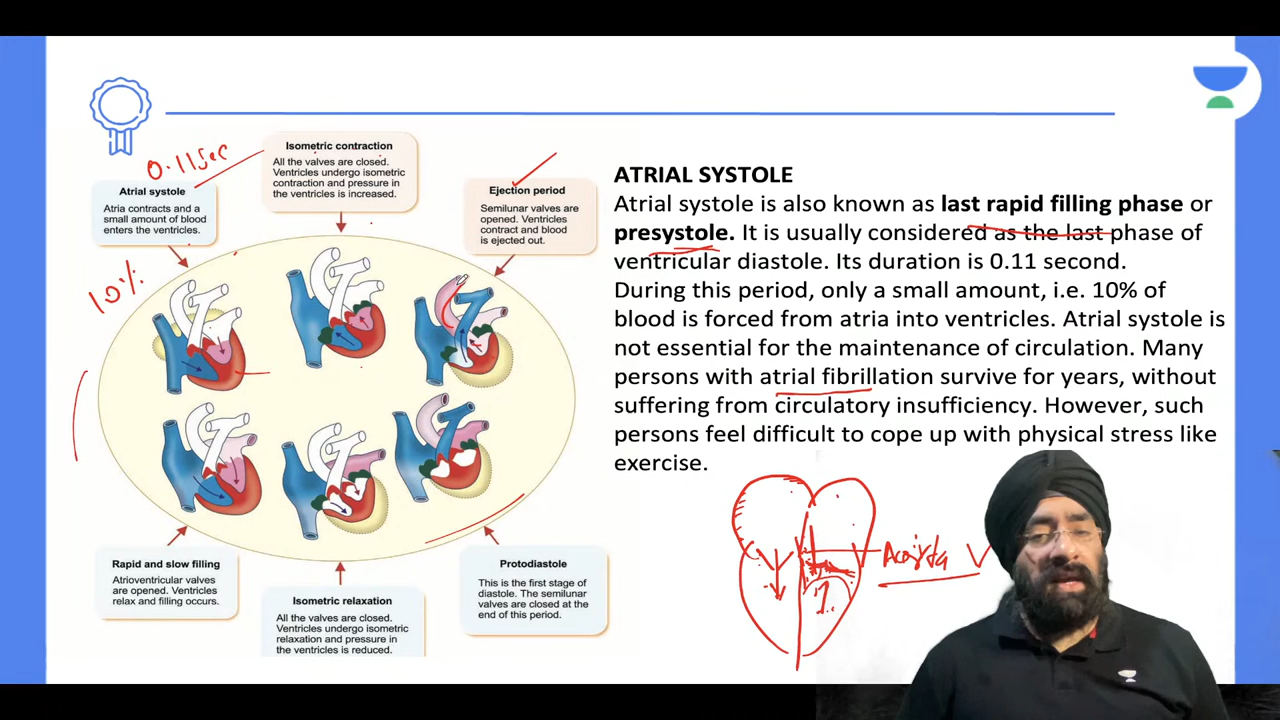 0.11 sec
10%
Atrial systole
Atria contracts and a
small amount of blood
enters the ventricles.
Isometric contraction
All the valves are closed.
Ventricles undergo isometric
contraction and pressure in
the ventricles is increased.
Ejection period
Semilunar valves are
opened. Ventricles
contract and blood
is ejected out.
Rapid and slow filling
Atrioventricular valves
are opened. Ventricles
relax and filling occurs.
Isometric relaxation
All the valves are closed.
Ventricles undergo isometric
relaxation and pressure in
the ventricles is reduced.
Protodiastole
This is the first stage of
diastole. The semilunar
valves are closed at the
end of this period.
ATRIAL SYSTOLE
Atrial systole is also known as last rapid filling phase or
presystole. It is usually considered as the last phase of
ventricular diastole. Its duration is 0.11 second.
During this period, only a small amount, i.e. 10% of
blood is forced from atria into ventricles. Atrial systole is
not essential for the maintenance of circulation. Many
persons with atrial fibrillation survive for years, without
suffering from circulatory insufficiency. However, such
persons feel difficult to cope up with physical stress like
exercise.